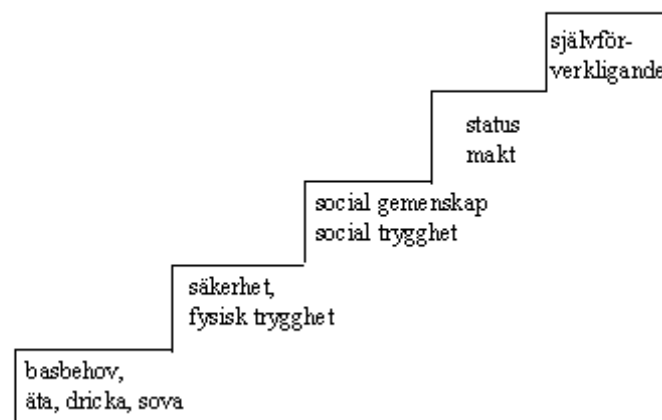 självför-
verkligande
status
makt
social gemenskap
social trygghet
säkerhet,
fysisk trygghet
basbehov,
äta, dricka, sova